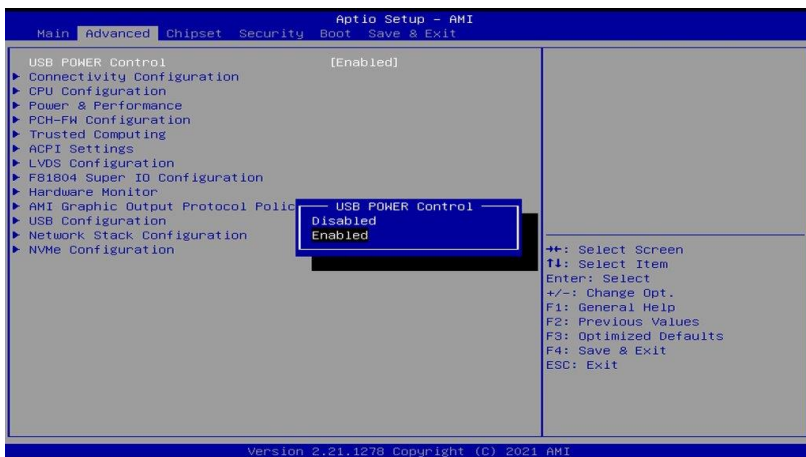 Aptio Setup – AMI
Main Advanced Chipset Security Boot Save & Exit
USB POWER Control [Enabled]
► Connectivity Configuration
► CPU Configuration
► Power & Performance
► PCH-FW Configuration
► Trusted Computing
► ACPI Settings
► LVDS Configuration
► F81804 Super IO Configuration
► Hardware Monitor
► AMI Graphic Output Protocol Polic
► USB Configuration
► Network Stack Configuration
► NVMe Configuration
USB POWER Control
Disabled
Enabled
→←: Select Screen
↑↓: Select Item
Enter: Select
+/-: Change Opt.
F1: General Help
F2: Previous Values
F3: Optimized Defaults
F4: Save & Exit
ESC: Exit
Version 2.21.1278 Copyright (C) 2021 AMI